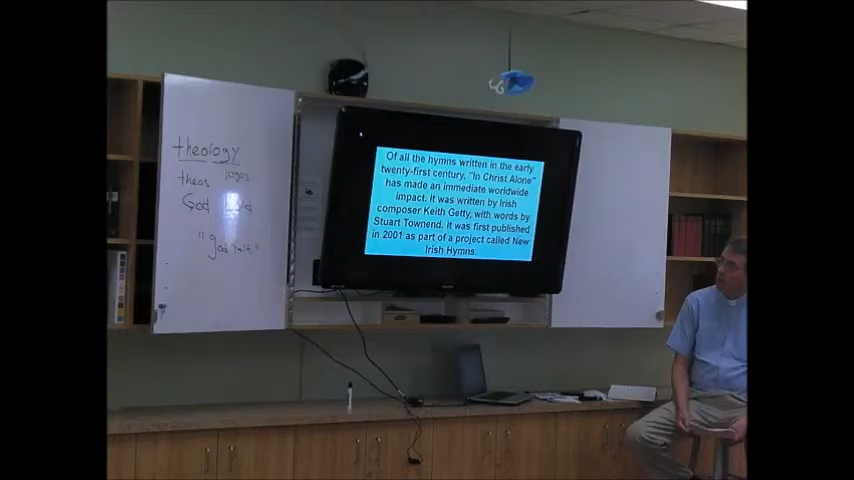 theology
theos logos
God word
"god-talk"
Of all the hymns written in the early
twenty-first century, "In Christ Alone"
has made an immediate worldwide
impact. It was written by Irish
composer Keith Getty, with words by
Stuart Townend. It was first published
in 2001 as part of a project called New
Irish Hymns.